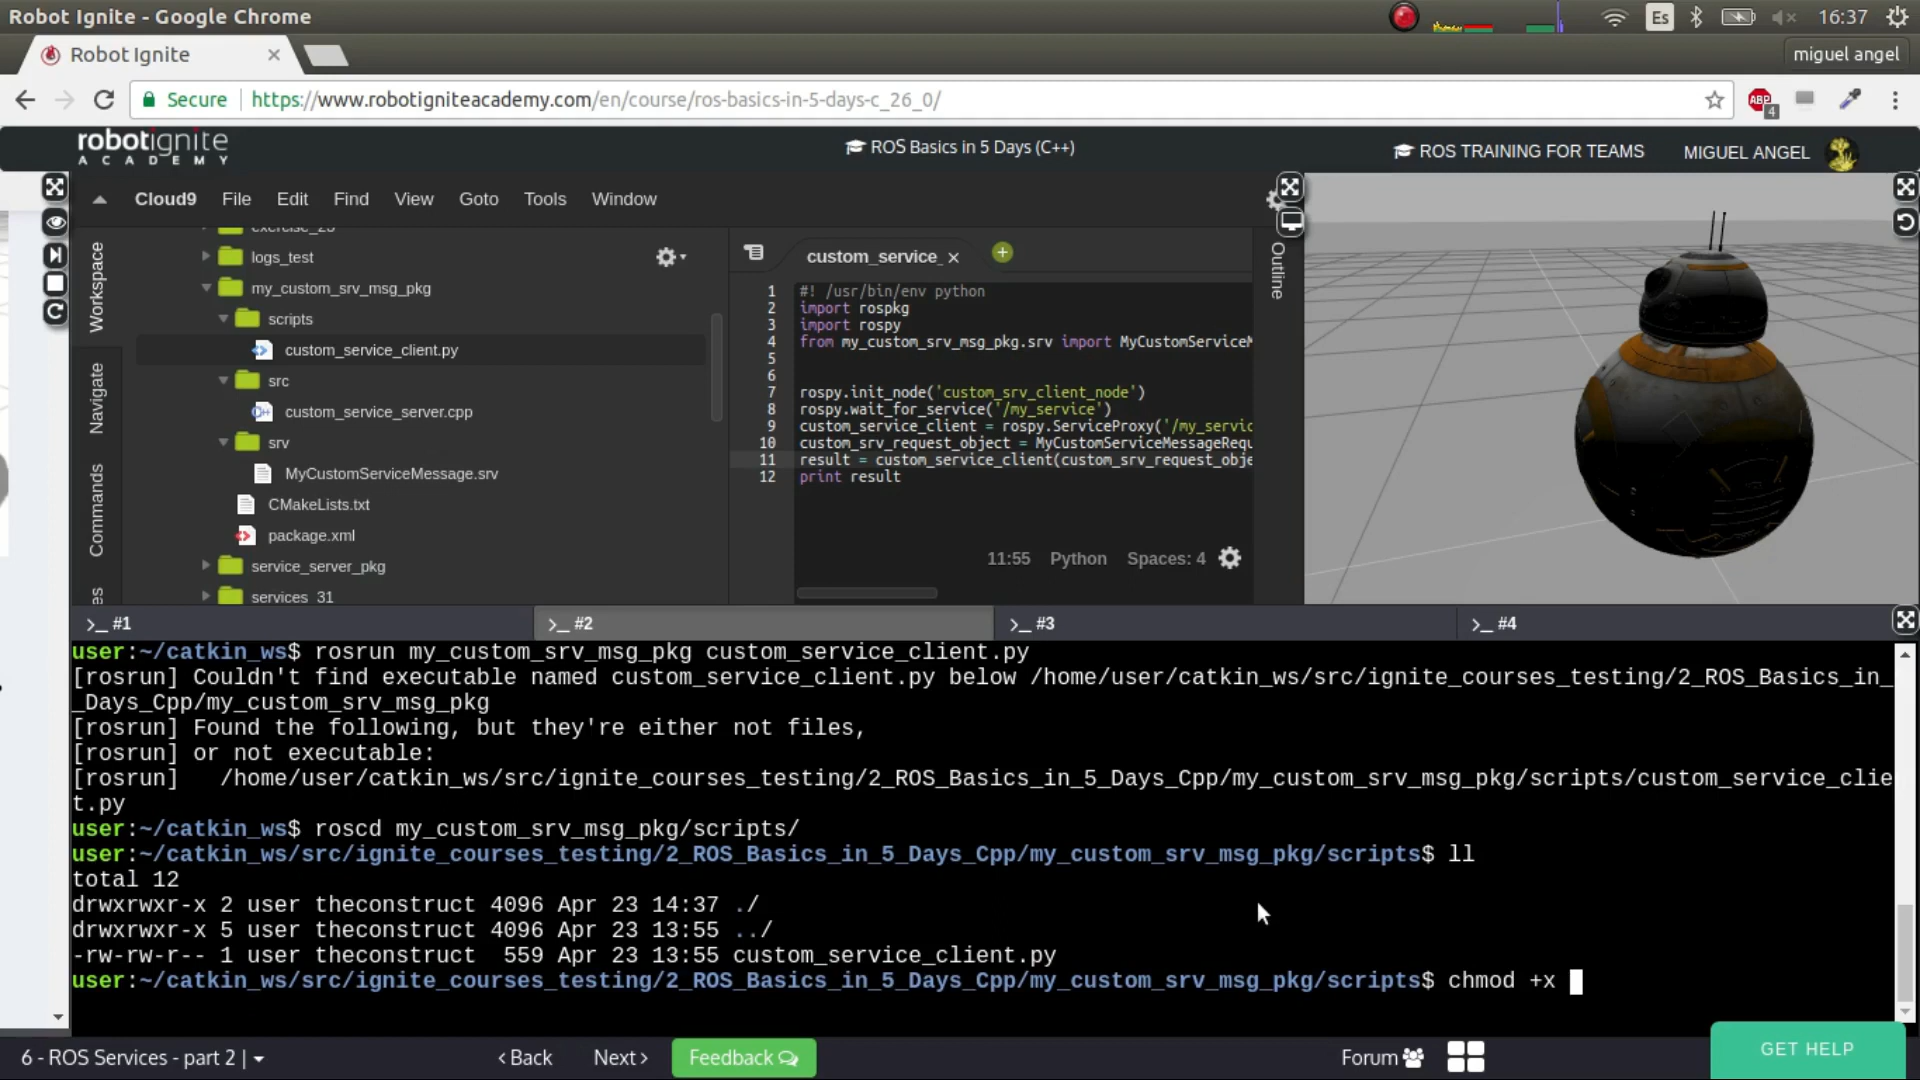 Robot Ignite - Google Chrome
Es
16:37
Robot Ignite
miguel angel
Secure
https://www.robotigniteacademy.com/en/course/ros-basics-in-5-days-c_26_0/
ABP
4
robotignite
ACADEMY
ROS Basics in 5 Days (C++)
ROS TRAINING FOR TEAMS
MIGUEL ANGEL
Cloud9 File Edit Find View Goto Tools Window
Workspace
Navigate
Commands
exercise_25
logs_test
my_custom_srv_msg_pkg
scripts
custom_service_client.py
src
custom_service_server.cpp
srv
MyCustomServiceMessage.srv
CMakeLists.txt
package.xml
service_server_pkg
services_31
custom_service_
Outline
1 #! /usr/bin/env python
2 import rospkg
3 import rospy
4 from my_custom_srv_msg_pkg.srv import MyCustomServiceM
5
6
7 rospy.init_node('custom_srv_client_node')
8 rospy.wait_for_service('/my_service')
9 custom_service_client = rospy.ServiceProxy('/my_servic
10 custom_srv_request_object = MyCustomServiceMessageRequ
11 result = custom_service_client(custom_srv_request_obje
12 print result
11:55 Python Spaces: 4
>_ #1
>_ #2
>_ #3
>_ #4
user:~/catkin_ws$ rosrun my_custom_srv_msg_pkg custom_service_client.py
[rosrun] Couldn't find executable named custom_service_client.py below /home/user/catkin_ws/src/ignite_courses_testing/2_ROS_Basics_in_
_Days_Cpp/my_custom_srv_msg_pkg
[rosrun] Found the following, but they're either not files,
[rosrun] or not executable:
[rosrun]   /home/user/catkin_ws/src/ignite_courses_testing/2_ROS_Basics_in_5_Days_Cpp/my_custom_srv_msg_pkg/scripts/custom_service_clie
t.py
user:~/catkin_ws$ roscd my_custom_srv_msg_pkg/scripts/
user:~/catkin_ws/src/ignite_courses_testing/2_ROS_Basics_in_5_Days_Cpp/my_custom_srv_msg_pkg/scripts$ ll
total 12
drwxrwxr-x 2 user theconstruct 4096 Apr 23 14:37 ./
drwxrwxr-x 5 user theconstruct 4096 Apr 23 13:55 ../
-rw-rw-r-- 1 user theconstruct  559 Apr 23 13:55 custom_service_client.py
user:~/catkin_ws/src/ignite_courses_testing/2_ROS_Basics_in_5_Days_Cpp/my_custom_srv_msg_pkg/scripts$ chmod +x
6 - ROS Services - part 2 |
< Back
Next >
Feedback
Forum
GET HELP